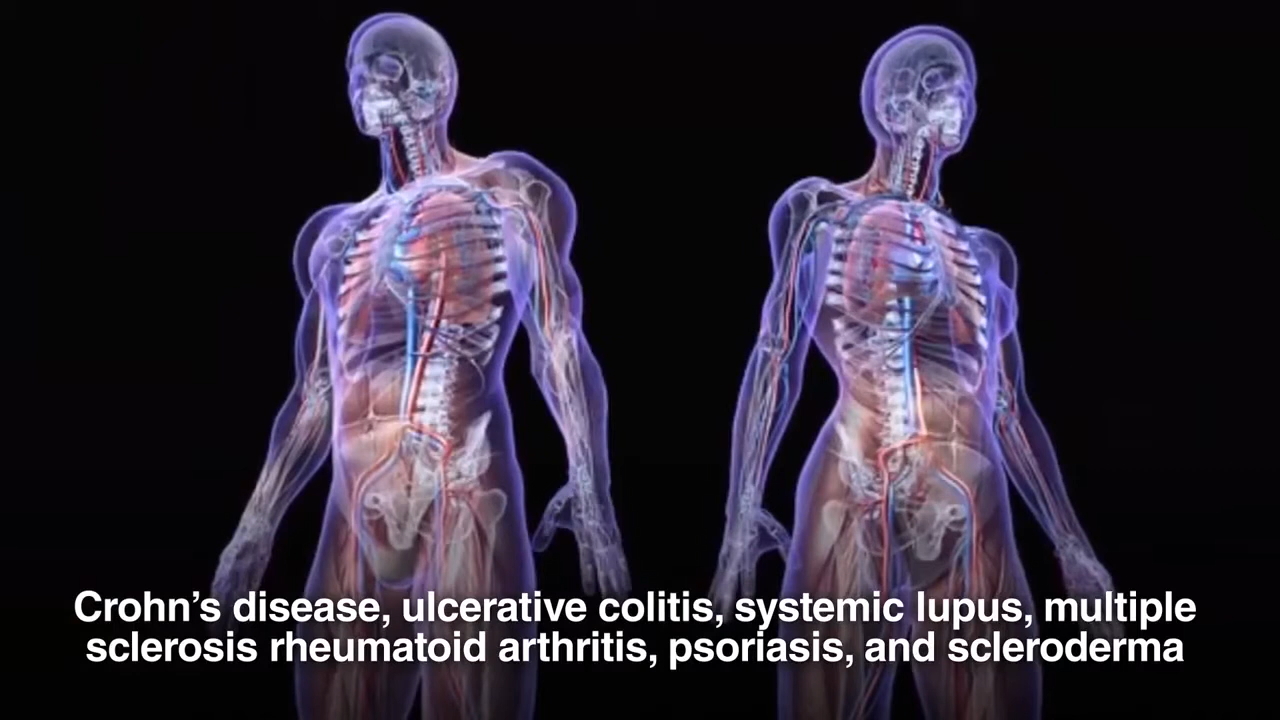 Crohn’s disease, ulcerative colitis, systemic lupus, multiple
sclerosis rheumatoid arthritis, psoriasis, and scleroderma